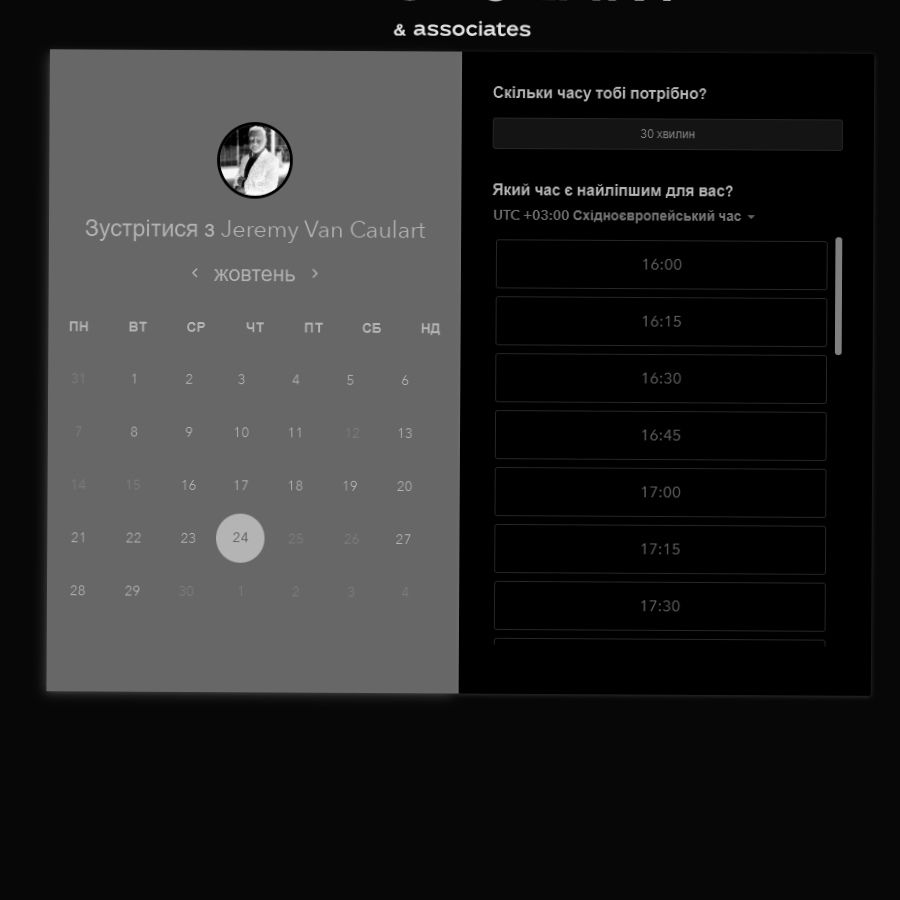 & associates
Зустрітися з Jeremy Van Caulart
жовтень
ПН ВТ СР ЧТ ПТ СБ НД
31 1 2 3 4 5 6
7 8 9 10 11 12 13
14 15 16 17 18 19 20
21 22 23 24 25 26 27
28 29 30 1 2 3 4
Скільки часу тобі потрібно?
30 хвилин
Який час є найліпшим для вас?
UTC +03:00 Східноєвропейський час
16:00
16:15
16:30
16:45
17:00
17:15
17:30